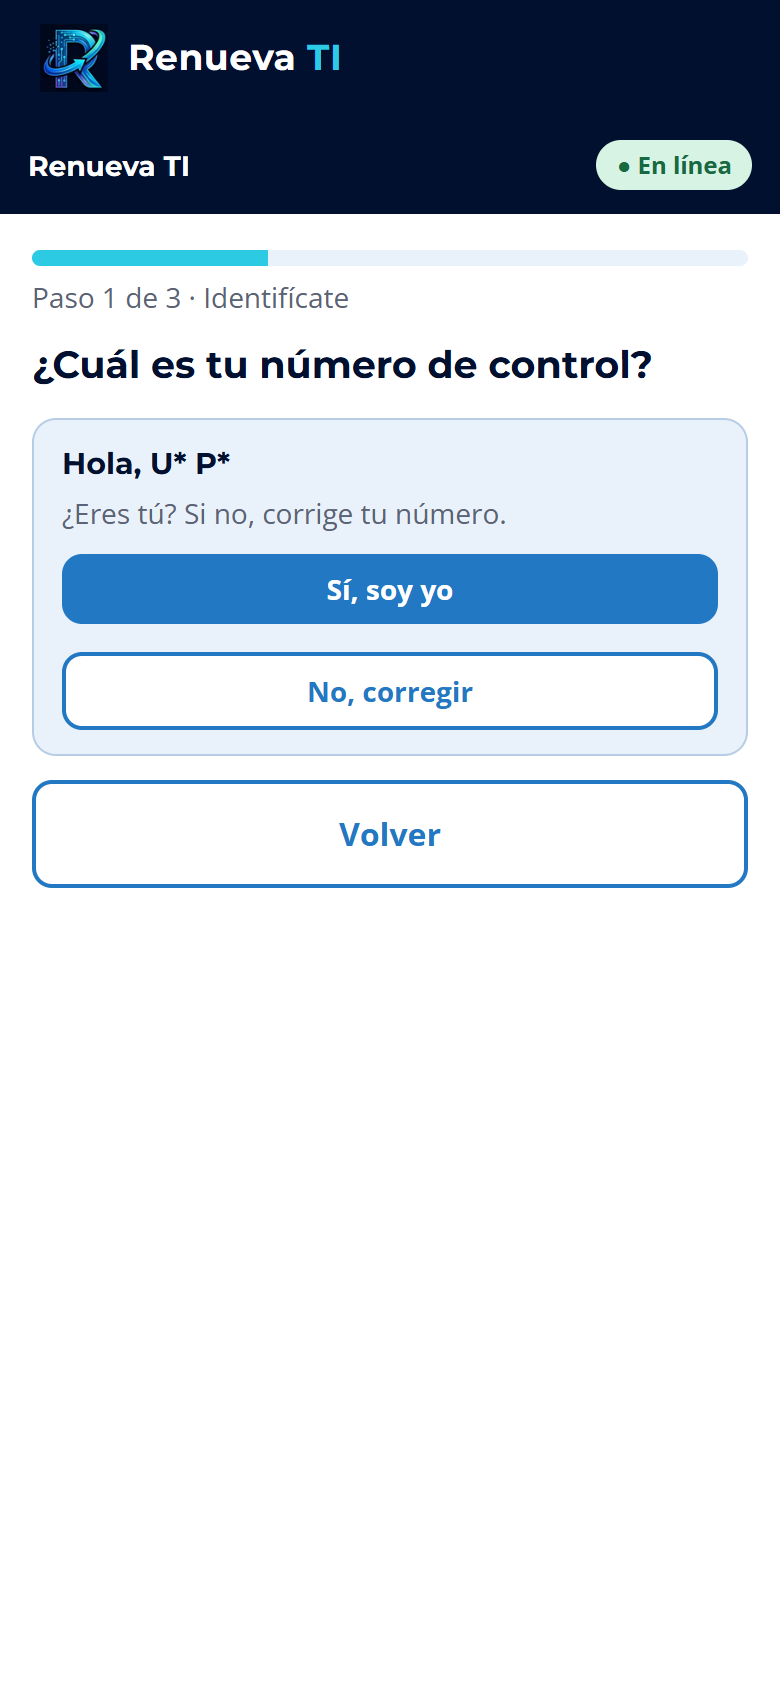 Renueva TI
Renueva TI
● En línea
Paso 1 de 3 · Identifícate
¿Cuál es tu número de control?
Hola, U* P*
¿Eres tú? Si no, corrige tu número.
Sí, soy yo
No, corregir
Volver